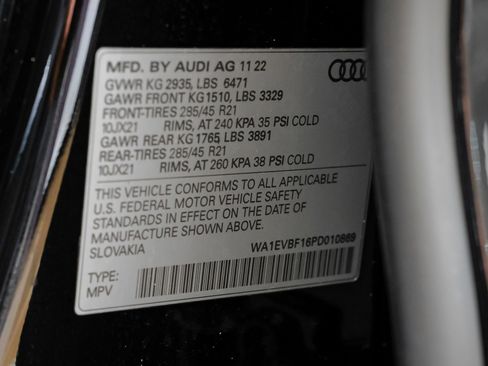 MFD. BY AUDI AG 11 22
GVWR KG 2935, LBS 6471
GAWR FRONT KG1510, LBS 3329
FRONT-TIRES 285/45 R21
10JX21 RIMS, AT 240 KPA 35 PSI COLD
GAWR REAR KG 1765, LBS 3891
REAR-TIRES 285/45 R21
10JX21 RIMS, AT 260 KPA 38 PSI COLD
THIS VEHICLE CONFORMS TO ALL APPLICABLE
U.S. FEDERAL MOTOR VEHICLE SAFETY
STANDARDS IN EFFECT ON THE DATE OF
MANUFACTURE SHOWN ABOVE.
SLOVAKIA
WA1EVBF16PD010869
TYPE:
MPV